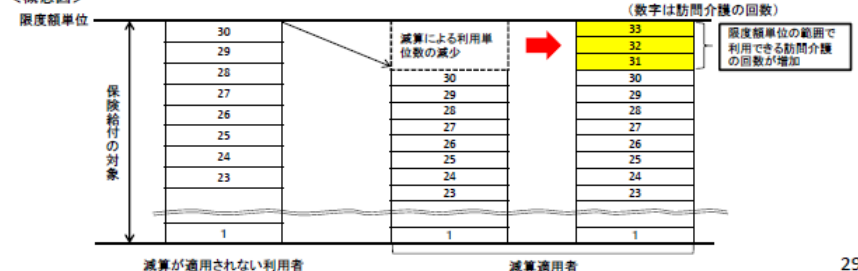 <概念図>
(数字は訪問介護の回数)
限度額単位
30
29
28
27
26
25
24
23
1
減算による利用単
位数の減少
30
29
28
27
26
25
24
23
1
33
32
31
30
29
28
27
26
25
24
23
1
限度額単位の範囲で
利用できる訪問介護
の回数が増加
保険給付の対象
減算が適用されない利用者
減算適用者
29